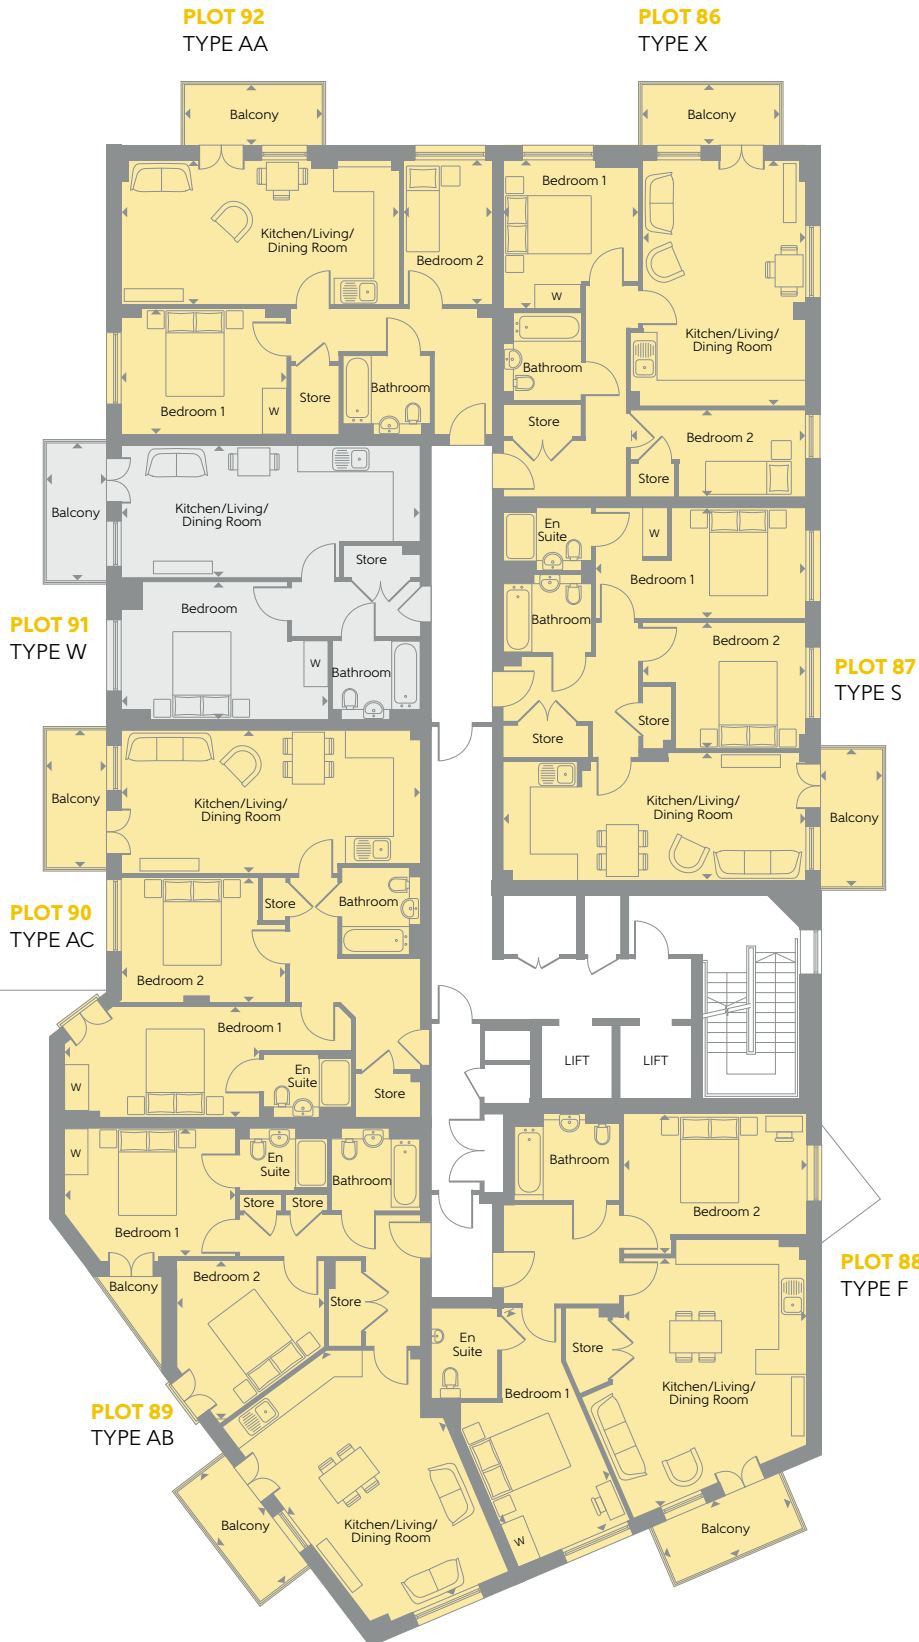 PLOT 92
TYPE AA
PLOT 86
TYPE X
Balcony
Balcony
Kitchen/Living/
Dining Room
Bedroom 2
Bedroom 1
W
Kitchen/Living/
Dining Room
Bedroom 1
W
Store
Bathroom
Bathroom
Store
Bedroom 2
Store
Balcony
Kitchen/Living/
Dining Room
Store
Bedroom
W
Bathroom
PLOT 91
TYPE W
En
Suite
W
Bedroom 1
Bathroom
Bedroom 2
Store
Store
Kitchen/Living/
Dining Room
Balcony
PLOT 87
TYPE S
Balcony
Kitchen/Living/
Dining Room
Store
Bathroom
Bedroom 2
PLOT 90
TYPE AC
Bedroom 1
W
En
Suite
Store
LIFT
LIFT
W
Bedroom 1
En
Suite
Store
Store
Bathroom
Balcony
Bedroom 2
Store
PLOT 89
TYPE AB
Balcony
Kitchen/Living/
Dining Room
Bathroom
Bedroom 2
PLOT 88
TYPE F
En
Suite
Bedroom 1
W
Store
Kitchen/Living/
Dining Room
Balcony